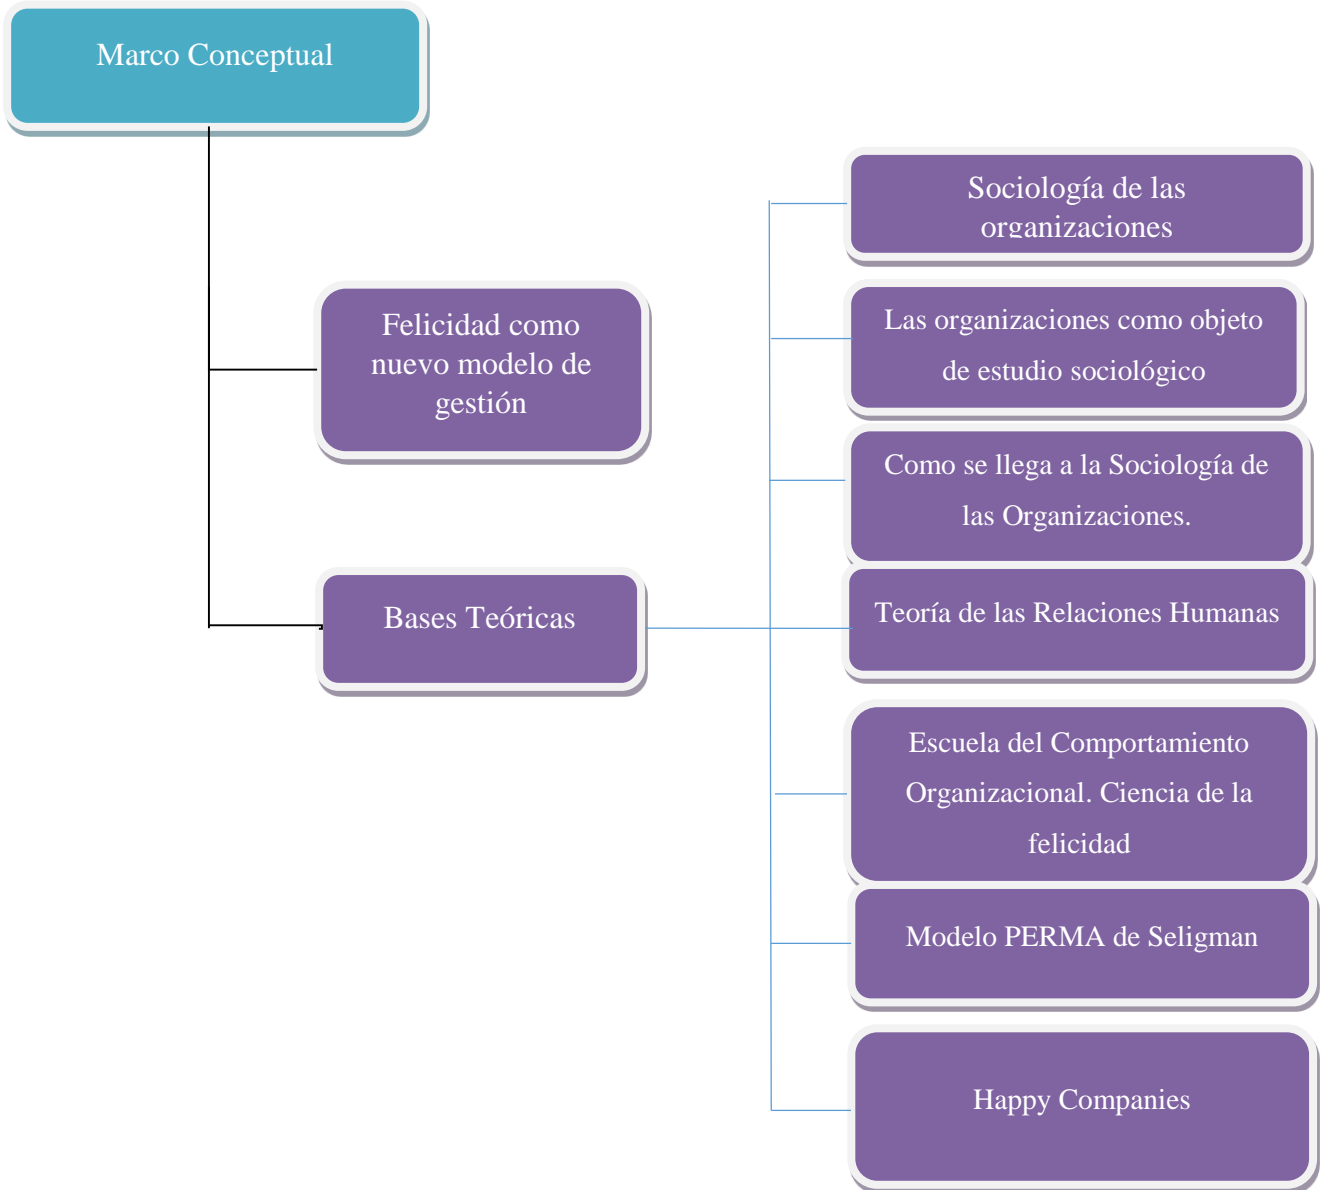 Marco Conceptual
Felicidad como
nuevo modelo de
gestión
Bases Teóricas
Sociología de las
organizaciones
Las organizaciones como objeto
de estudio sociológico
Como se llega a la Sociología de
las Organizaciones.
Teoría de las Relaciones Humanas
Escuela del Comportamiento
Organizacional. Ciencia de la
felicidad
Modelo PERMA de Seligman
Happy Companies